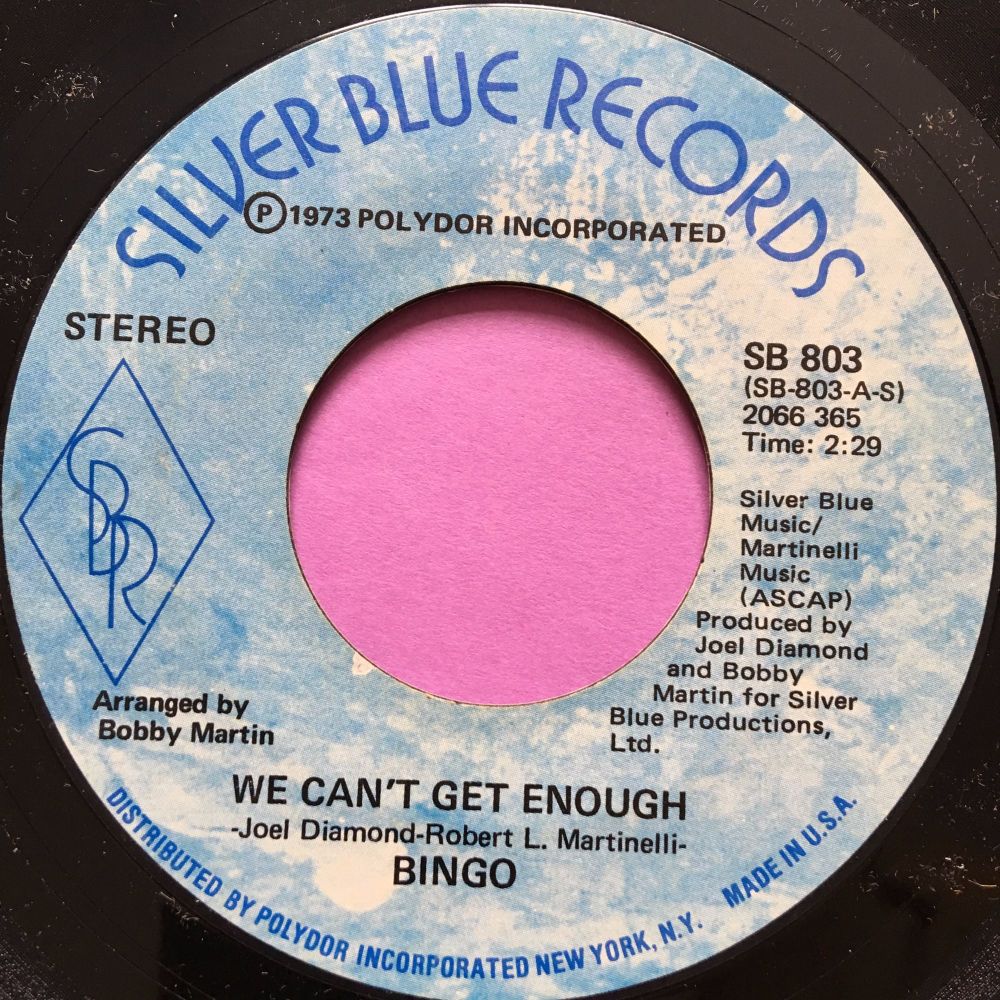 SILVER BLUE RECORDS
Ⓟ1973 POLYDOR INCORPORATED
STEREO
SBR
SB 803
(SB-803-A-S)
2066 365
Time: 2:29
Silver Blue
Music/
Martinelli
Music
(ASCAP)
Produced by
Joel Diamond
and Bobby
Martin for Silver
Blue Productions,
Ltd.
Arranged by
Bobby Martin
WE CAN'T GET ENOUGH
-Joel Diamond-Robert L. Martinelli-
BINGO
DISTRIBUTED BY POLYDOR INCORPORATED NEW YORK, N.Y. MADE IN U.S.A.